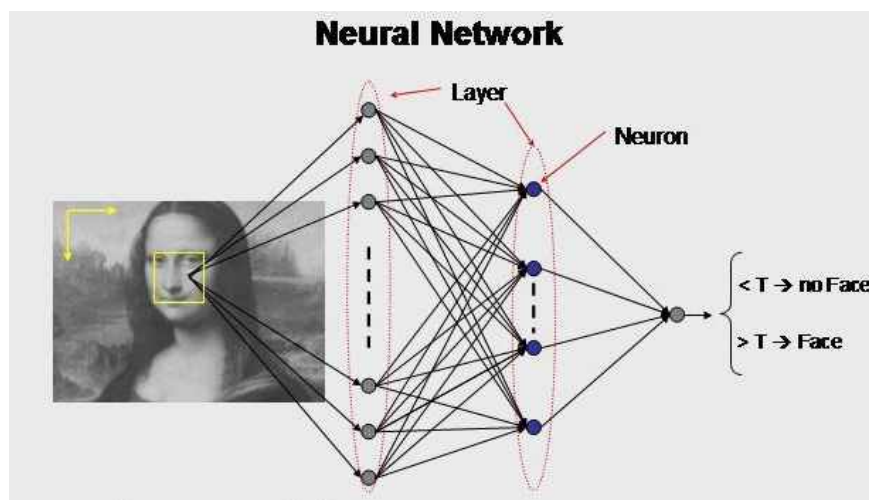 Neural Network
Layer
Neuron
< T → no Face
> T → Face